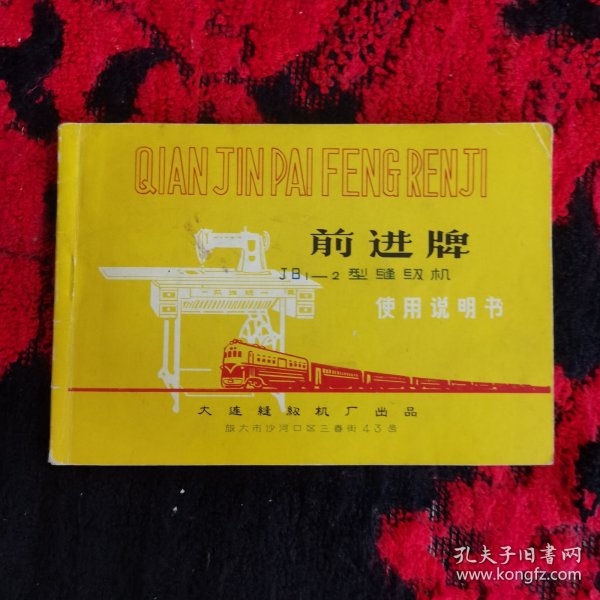 QIAN JIN PAI FENG REN JI
前进牌
JB1—2型缝纫机
使用说明书
大连缝纫机厂出品
旅大市沙河口区三春街43号
孔夫子旧书网
www.kongfz.com